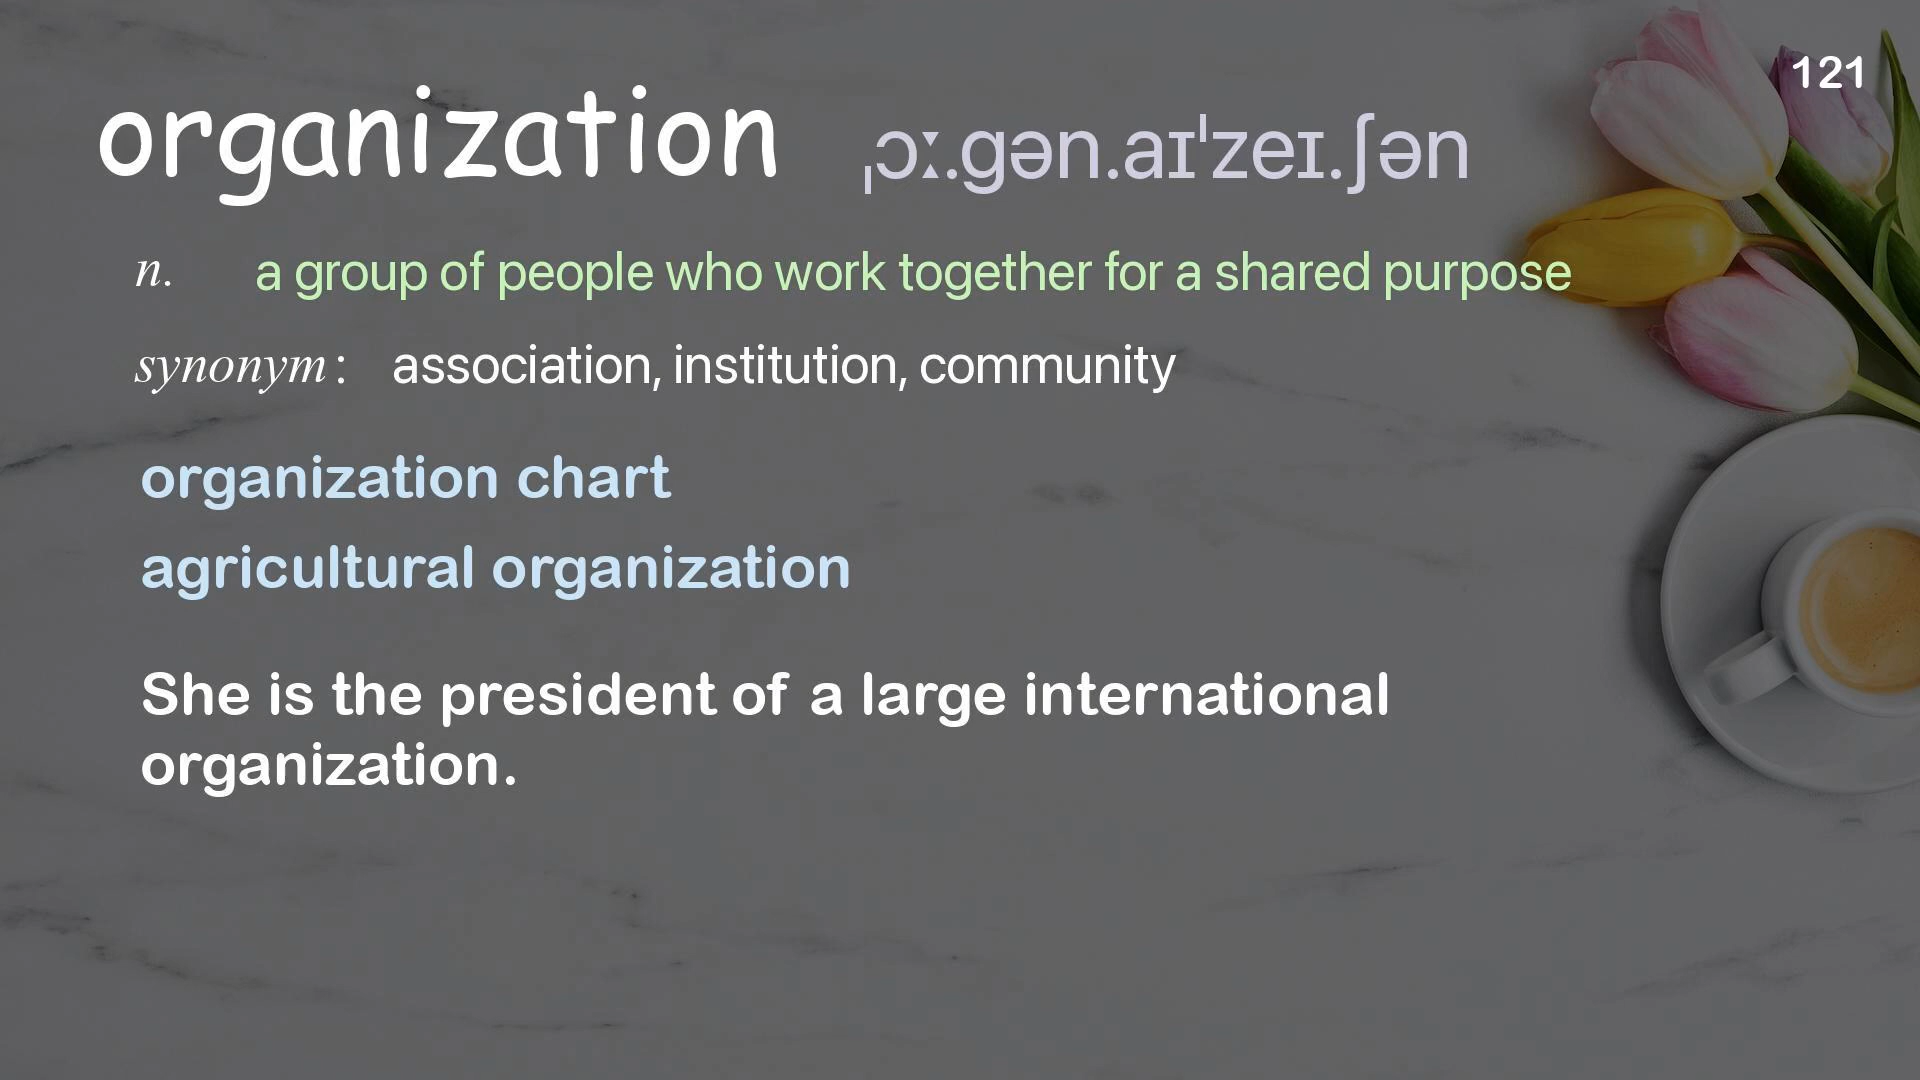 121
organization ˌɔː.gən.aɪˈzeɪ.ʃən
n. a group of people who work together for a shared purpose
synonym: association, institution, community
organization chart
agricultural organization
She is the president of a large international
organization.